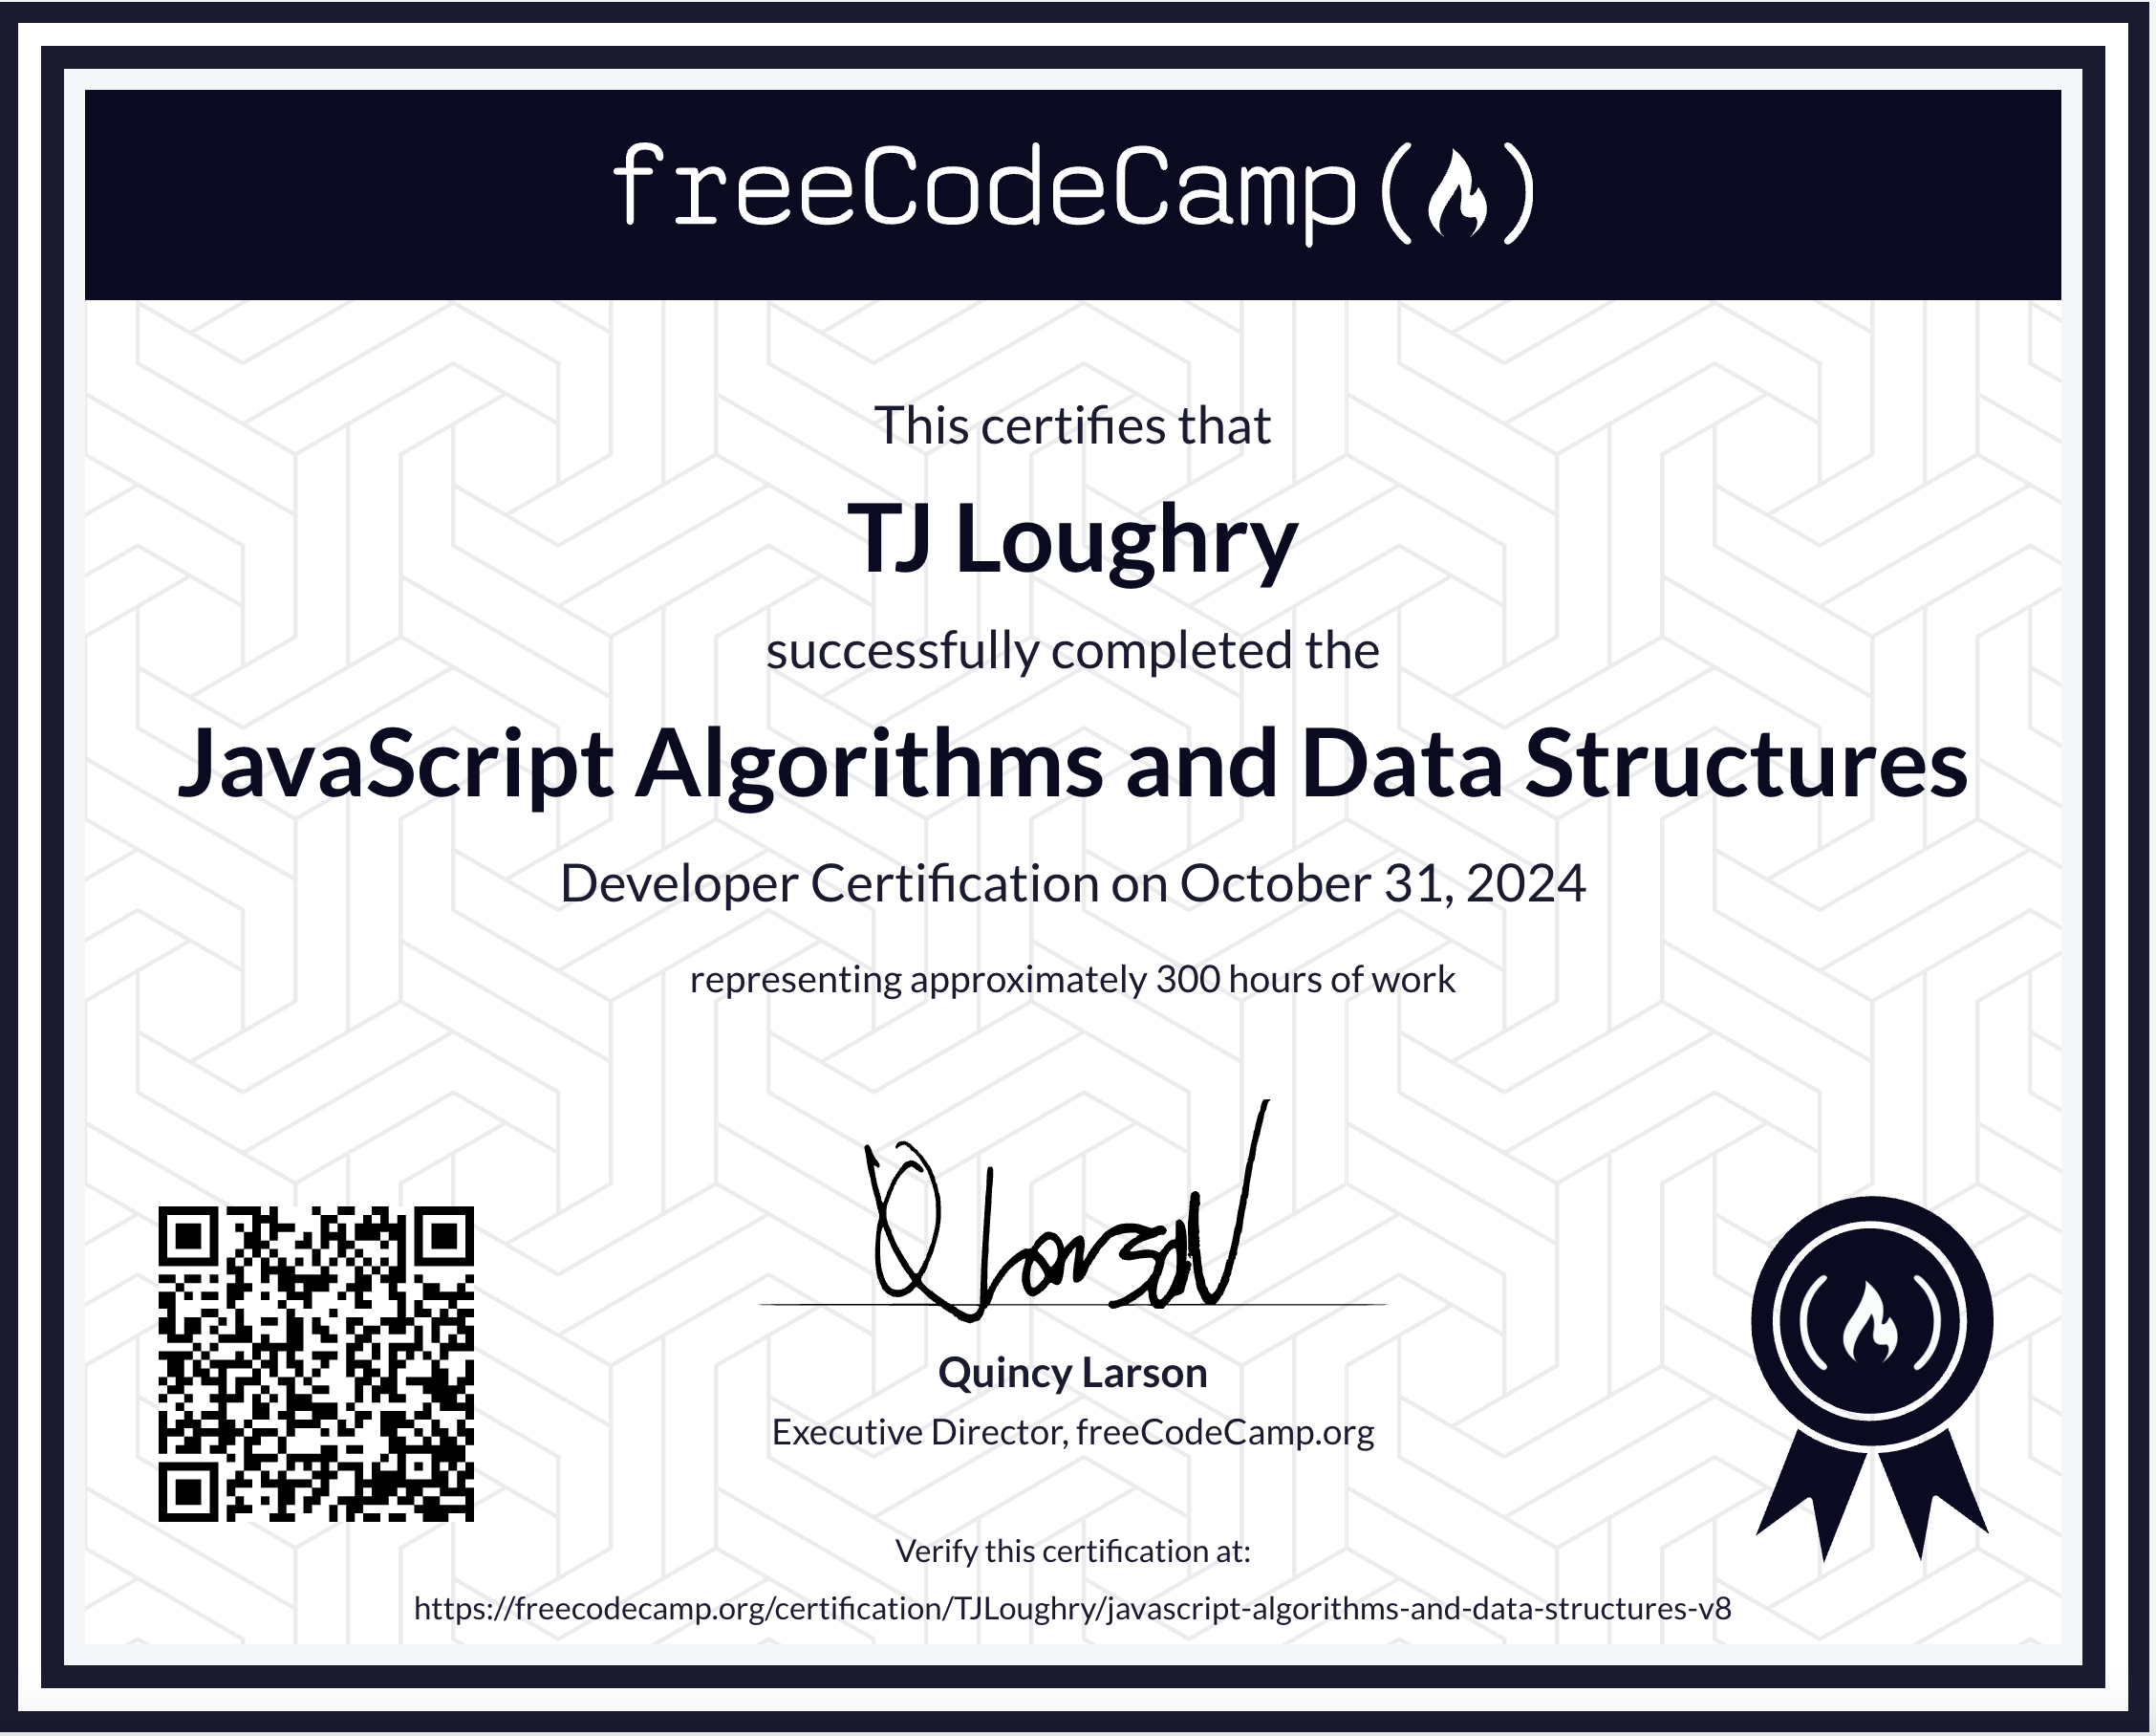 freeCodeCamp
This certifies that
TJ Loughry
successfully completed the
JavaScript Algorithms and Data Structures
Developer Certification on October 31, 2024
representing approximately 300 hours of work
Q Larson
Quincy Larson
Executive Director, freeCodeCamp.org
Verify this certification at:
https://freecodecamp.org/certification/TJLoughry/javascript-algorithms-and-data-structures-v8